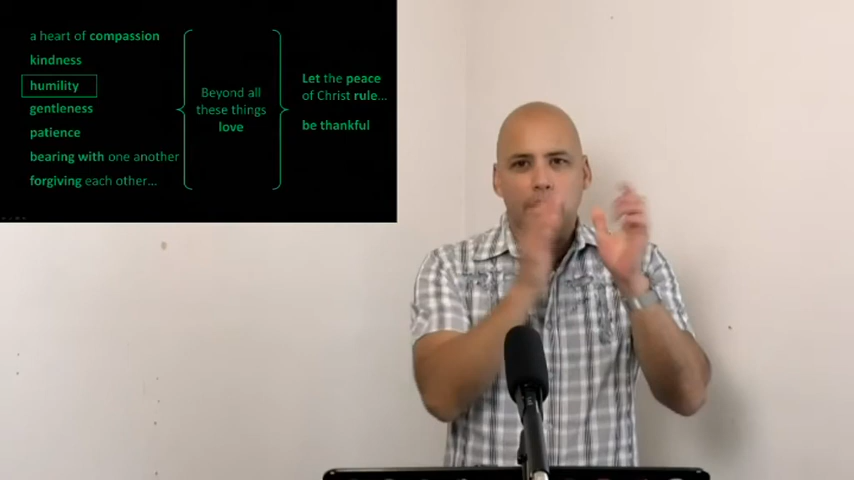 a heart of compassion
kindness
humility
gentleness
patience
bearing with one another
forgiving each other...
Beyond all
these things
love
Let the peace
of Christ rule...
be thankful